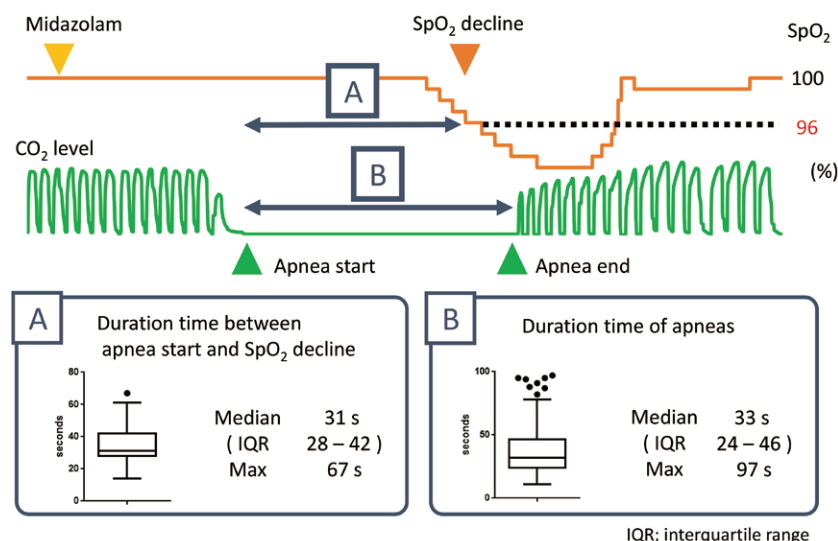 Midazolam
SpO₂ decline
SpO₂
100
A
96
CO₂ level
(%)
B
Apnea start
Apnea end
A
Duration time between
apnea start and SpO₂ decline
80
60
40
20
0
seconds
Median 31 s
( IQR 28 – 42 )
Max 67 s
B
Duration time of apneas
100
50
0
seconds
Median 33 s
( IQR 24 – 46 )
Max 97 s
IQR: interquartile range